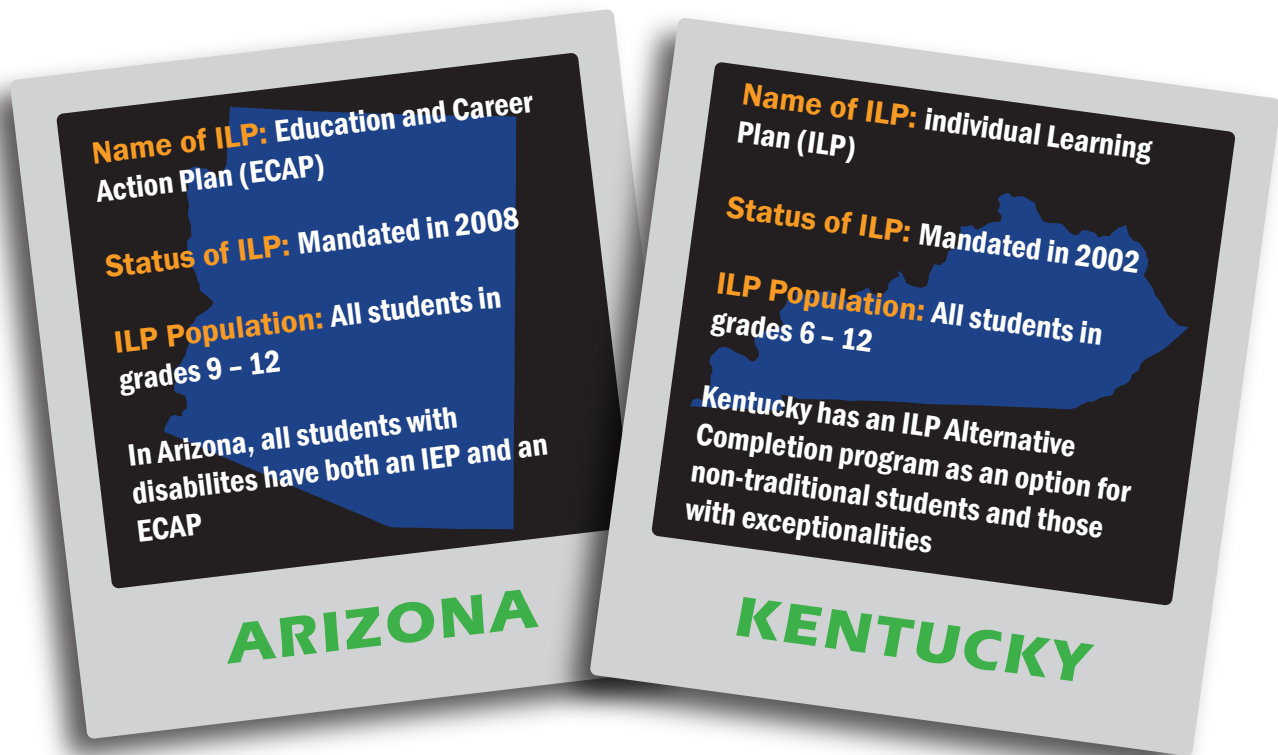 Name of ILP: Education and Career
Action Plan (ECAP)
Status of ILP: Mandated in 2008
ILP Population: All students in
grades 9 – 12
In Arizona, all students with
disabilites have both an IEP and an
ECAP
ARIZONA
Name of ILP: individual Learning
Plan (ILP)
Status of ILP: Mandated in 2002
ILP Population: All students in
grades 6 – 12
Kentucky has an ILP Alternative
Completion program as an option for
non-traditional students and those
with exceptionalities
KENTUCKY